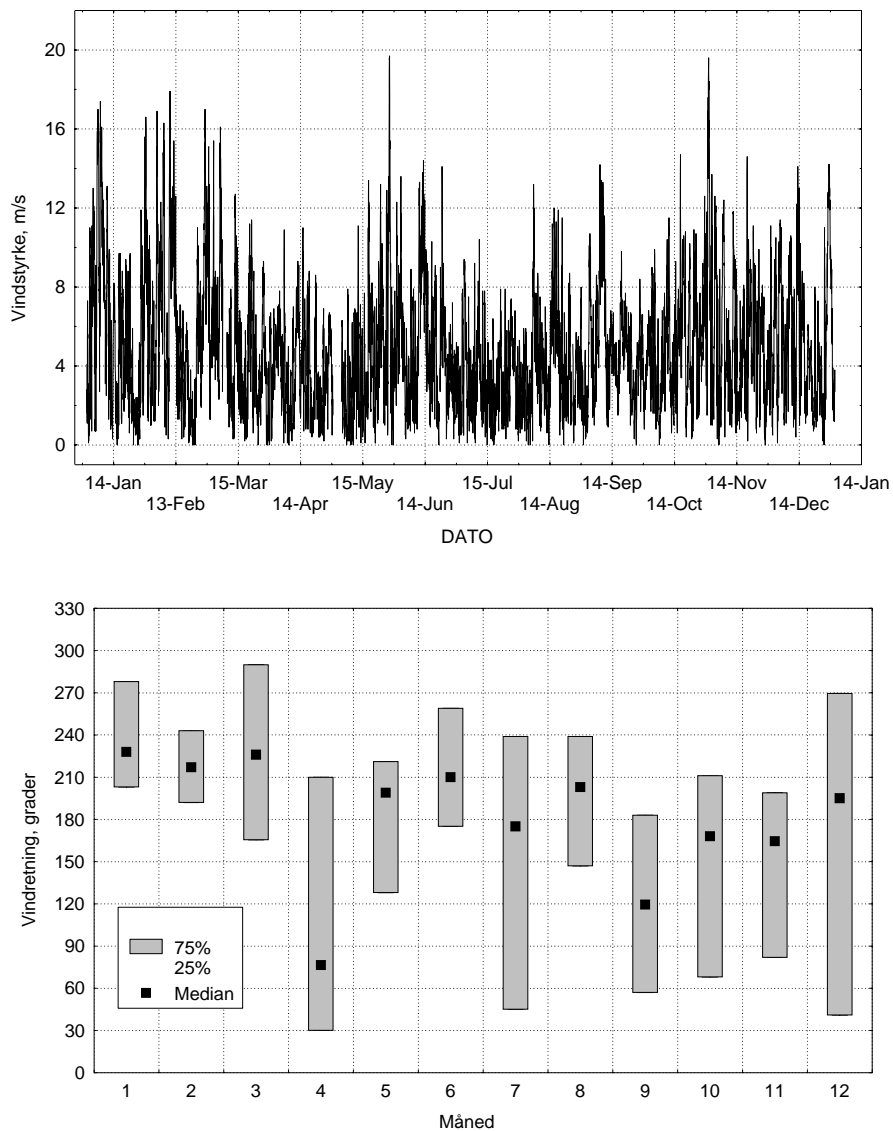 Vindstyrke, m/s
20
16
12
8
4
0
14-Jan 15-Mar 15-May 15-Jul 14-Sep 14-Nov 14-Jan
13-Feb 14-Apr 14-Jun 14-Aug 14-Oct 14-Dec
DATO
Vindretning, grader
330
300
270
240
210
180
150
120
90
60
30
0
75%
25%
Median
1 2 3 4 5 6 7 8 9 10 11 12
Måned